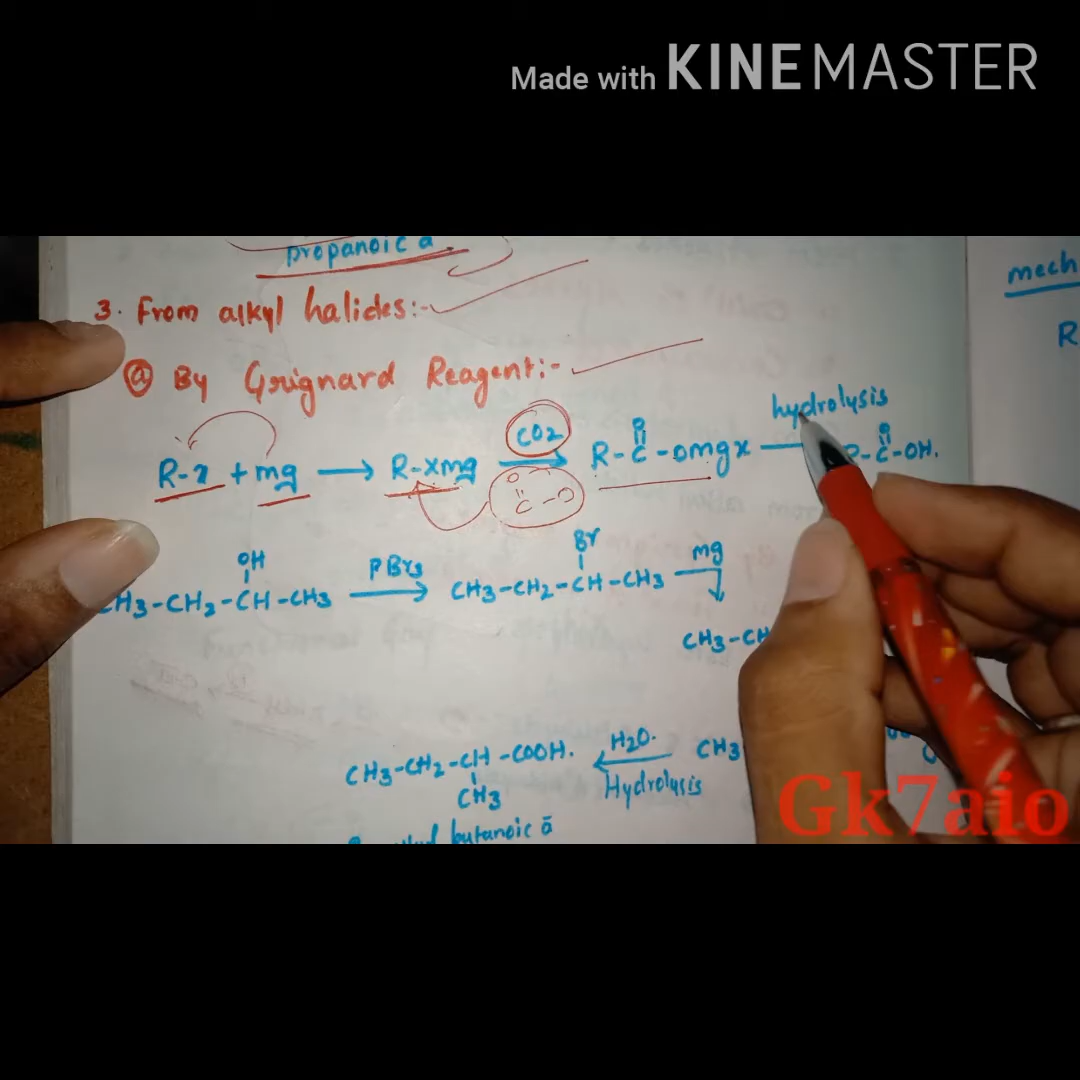 Made with KINEMASTER
propanoic a
3. From alkyl halides:-
mech
R
a By Grignard Reagent:-
hydrolysis
R-x + mg → R-xmg CO2 → R-C-OMgx → R-C-OH.
O O
O=C=O
OH Br
CH3-CH2-CH-CH3 PBr3 → CH3-CH2-CH-CH3 mg
CH3-CH
CH3-CH2-CH-COOH. H2O. ← CH3
CH3 Hydrolysis
butanoic a
Gk7aio